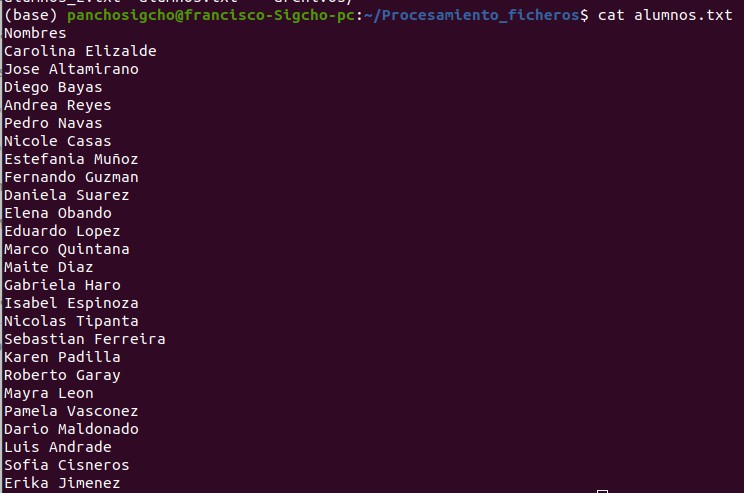 (base) panchosigcho@francisco-Sigcho-pc:~/Procesamiento_ficheros$ cat alumnos.txt
Nombres
Carolina Elizalde
Jose Altamirano
Diego Bayas
Andrea Reyes
Pedro Navas
Nicole Casas
Estefania Muñoz
Fernando Guzman
Daniela Suarez
Elena Obando
Eduardo Lopez
Marco Quintana
Maite Diaz
Gabriela Haro
Isabel Espinoza
Nicolas Tipanta
Sebastian Ferreira
Karen Padilla
Roberto Garay
Mayra Leon
Pamela Vasconez
Dario Maldonado
Luis Andrade
Sofia Cisneros
Erika Jimenez